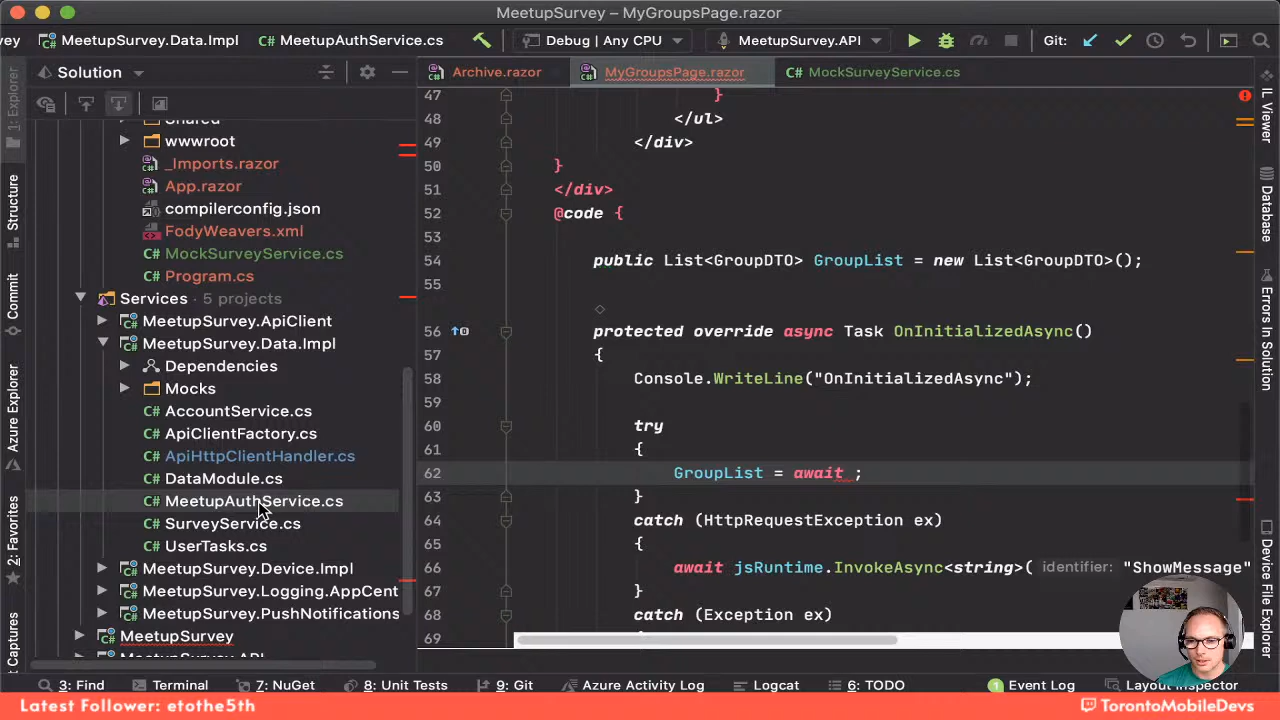 MeetupSurvey – MyGroupsPage.razor
vey MeetupSurvey.Data.Impl C# MeetupAuthService.cs Debug | Any CPU MeetupSurvey.API Git:
Solution
Archive.razor MyGroupsPage.razor C# MockSurveyService.cs
1: Explorer
Structure
Commit
Azure Explorer
2: Favorites
t Captures
Shared
wwwroot
_Imports.razor
App.razor
compilerconfig.json
FodyWeavers.xml
C# MockSurveyService.cs
C# Program.cs
Services · 5 projects
MeetupSurvey.ApiClient
MeetupSurvey.Data.Impl
Dependencies
Mocks
C# AccountService.cs
C# ApiClientFactory.cs
C# ApiHttpClientHandler.cs
C# DataModule.cs
C# MeetupAuthService.cs
C# SurveyService.cs
C# UserTasks.cs
MeetupSurvey.Device.Impl
MeetupSurvey.Logging.AppCent
MeetupSurvey.PushNotifications
MeetupSurvey
47 }
48 </ul>
49 </div>
50 }
51 </div>
52 @code {
53
54 public List<GroupDTO> GroupList = new List<GroupDTO>();
55
56 protected override async Task OnInitializedAsync()
57 {
58 Console.WriteLine("OnInitializedAsync");
59
60 try
61 {
62 GroupList = await ;
63 }
64 catch (HttpRequestException ex)
65 {
66 await jsRuntime.InvokeAsync<string>( identifier: "ShowMessage"
67 }
68 catch (Exception ex)
69
IL Viewer
Database
Errors In Solution
Device File Explorer
3: Find Terminal 7: NuGet 8: Unit Tests 9: Git Azure Activity Log Logcat 6: TODO 1 Event Log Layout Inspector
Latest Follower: etothe5th
TorontoMobileDevs